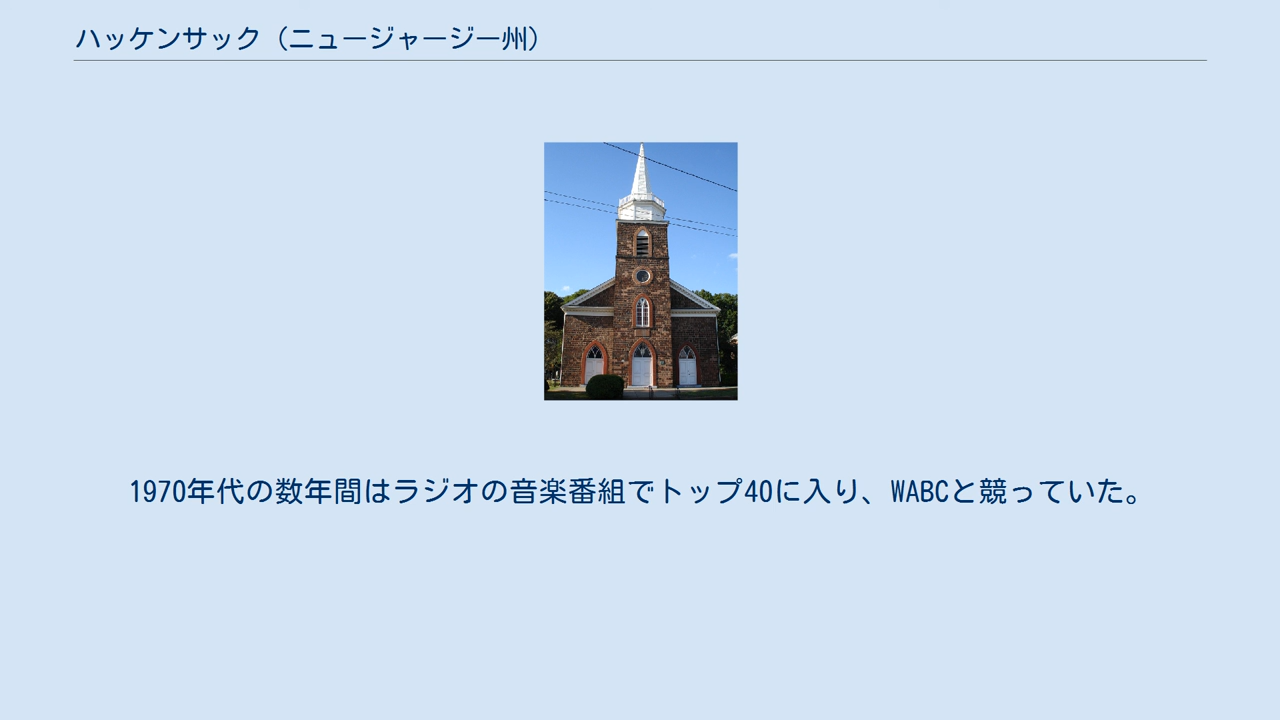 ハッケンサック（ニュージャージー州）
1970年代の数年間はラジオの音楽番組でトップ40に入り、WABCと競っていた。